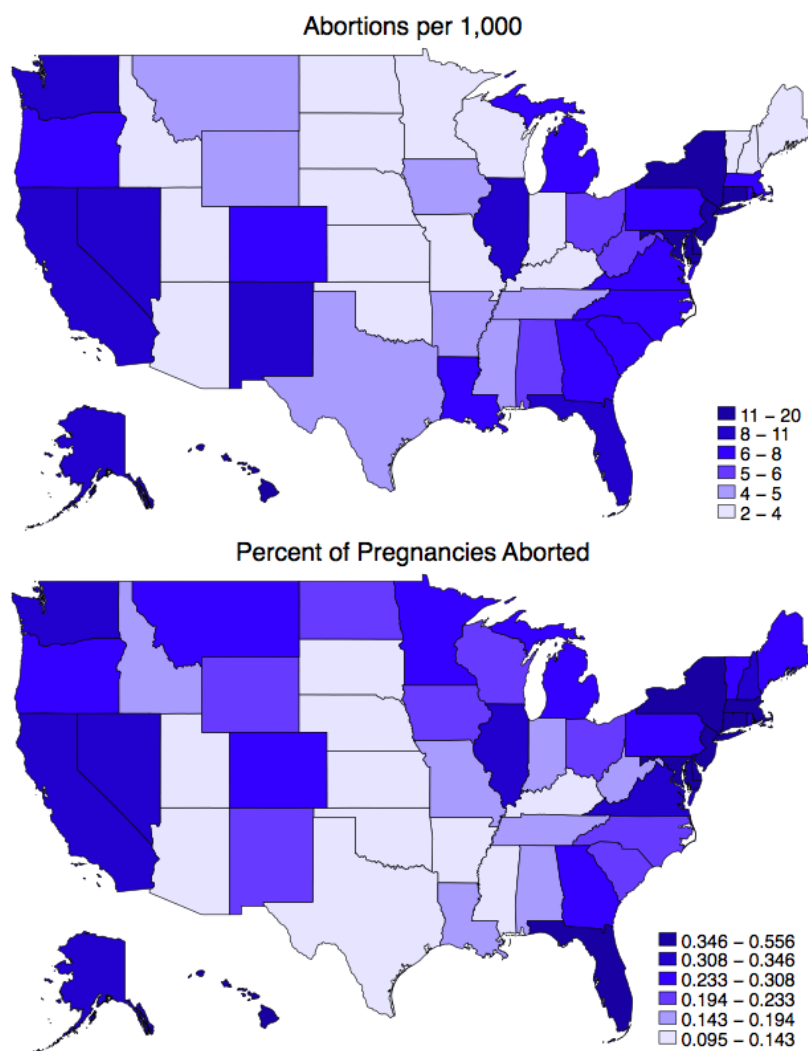 Abortions per 1,000
11 – 20
8 – 11
6 – 8
5 – 6
4 – 5
2 – 4
Percent of Pregnancies Aborted
0.346 – 0.556
0.308 – 0.346
0.233 – 0.308
0.194 – 0.233
0.143 – 0.194
0.095 – 0.143